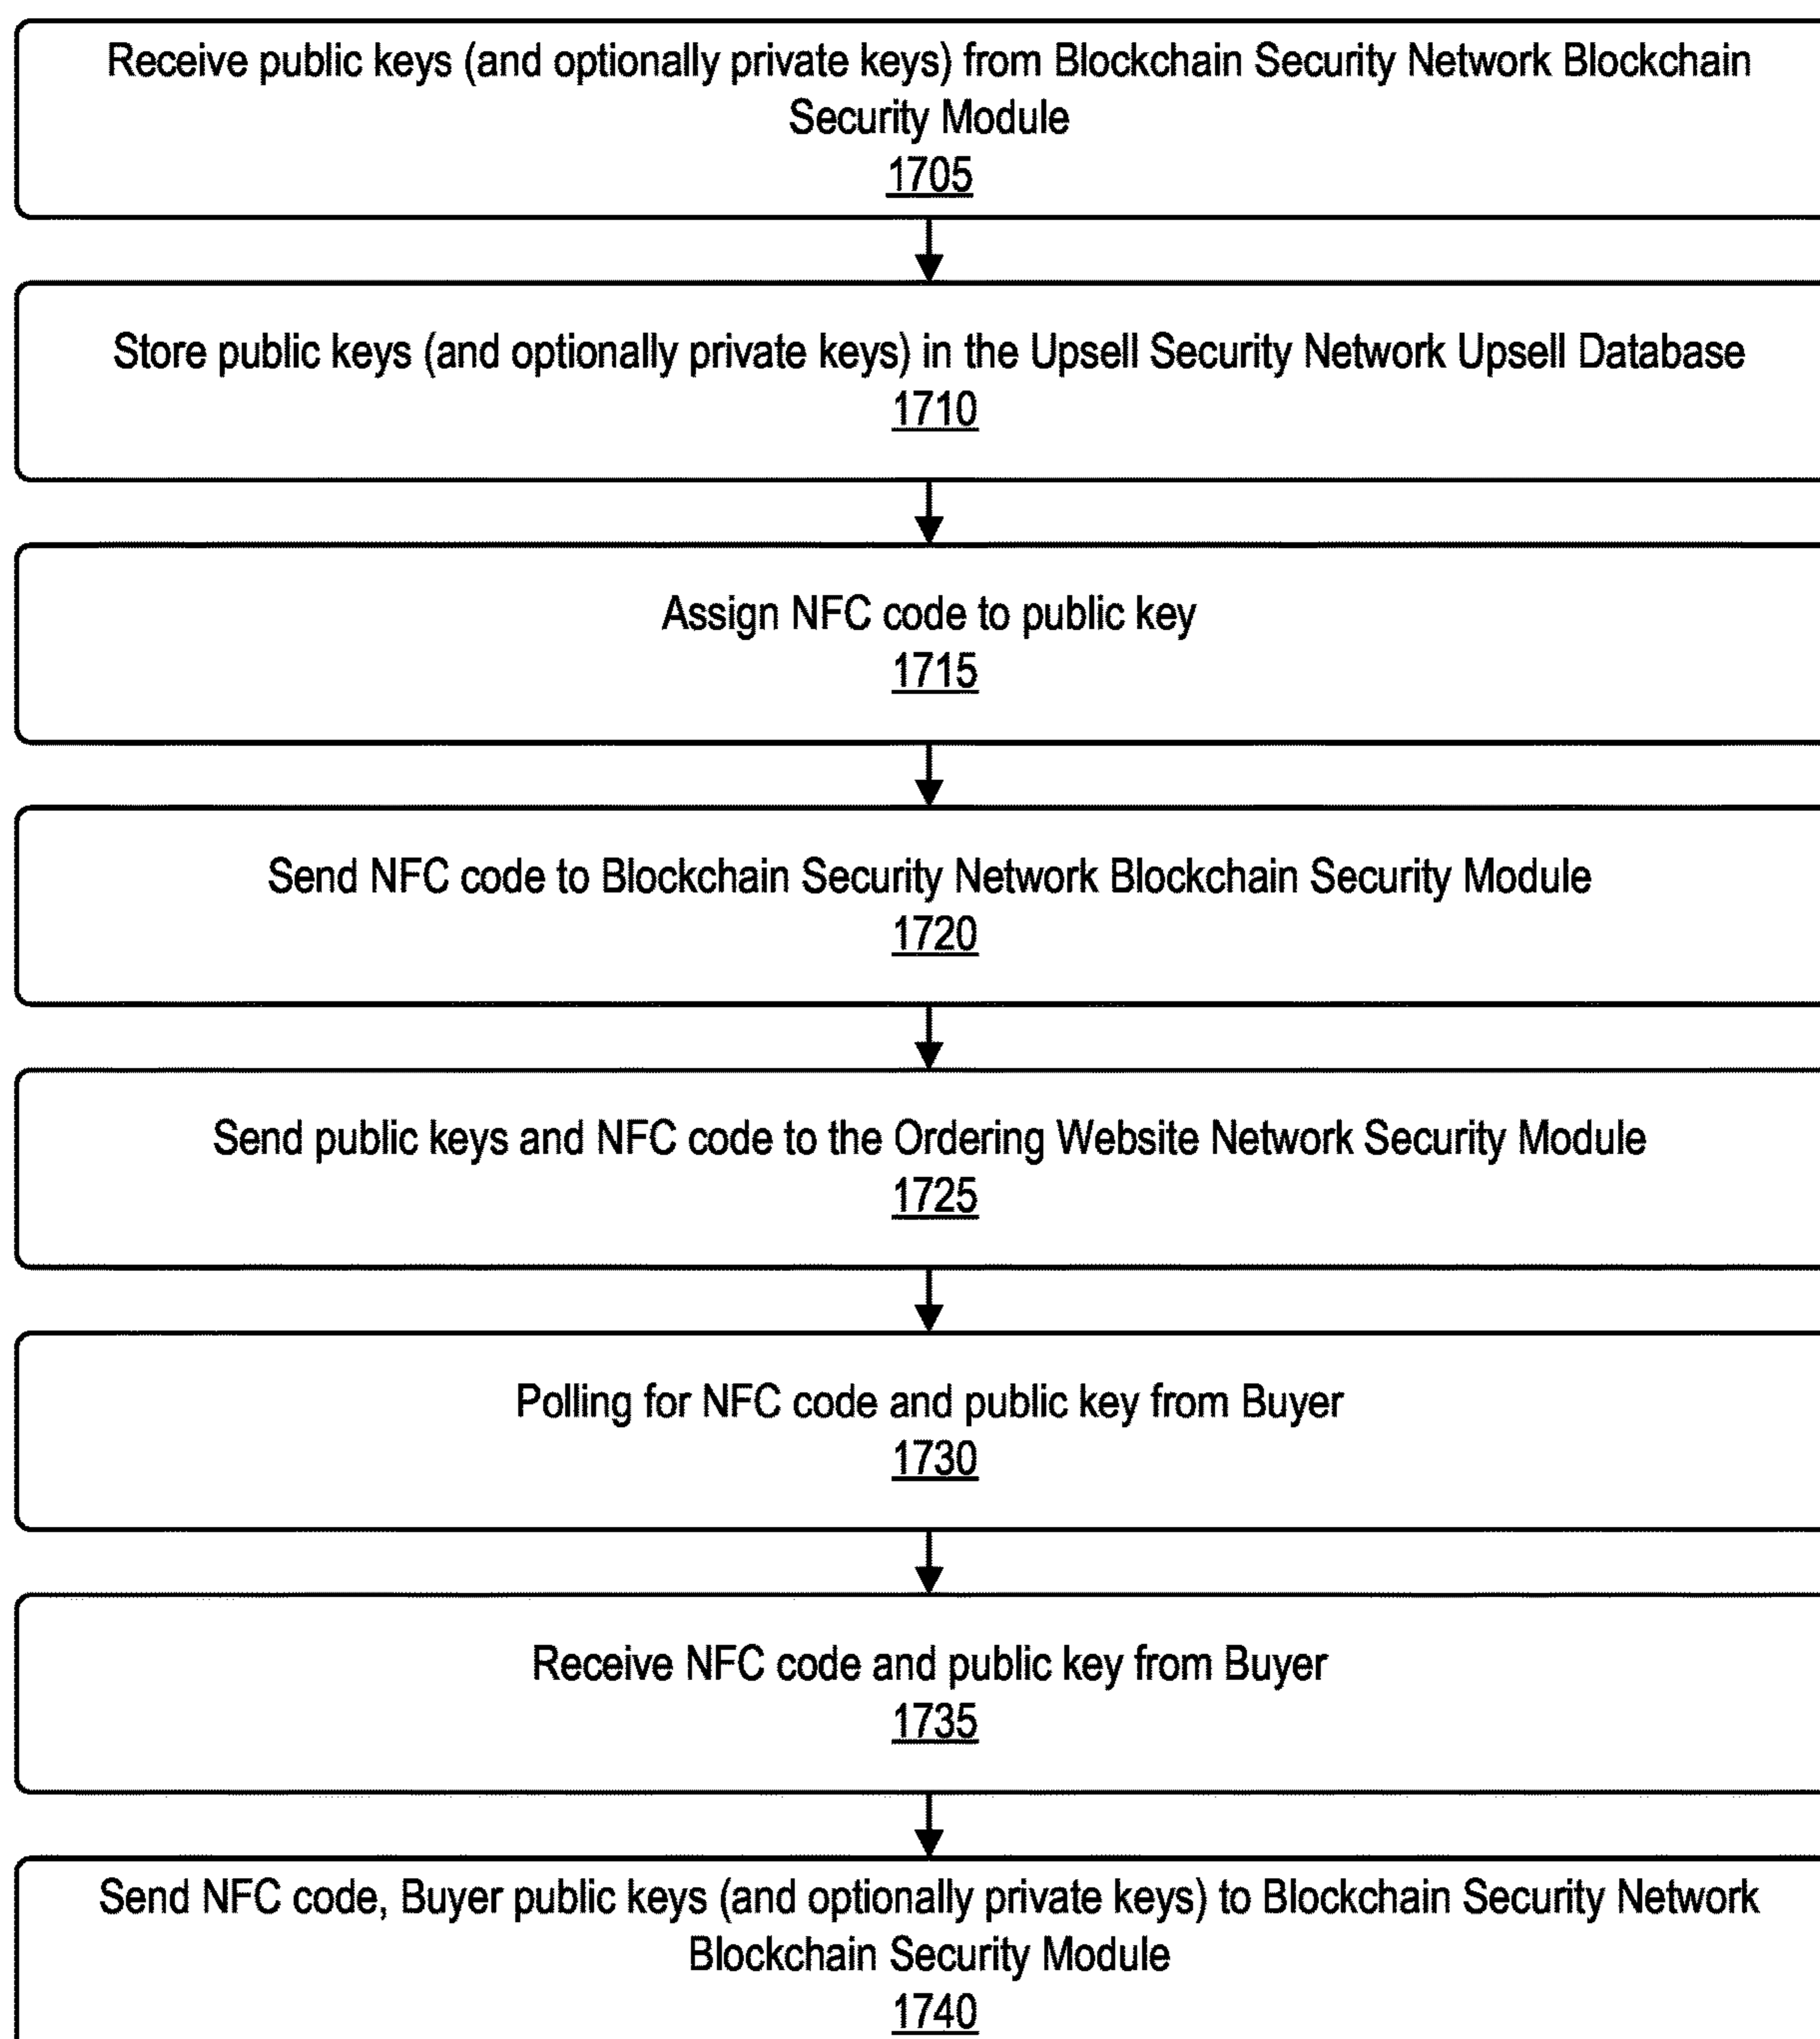 Receive public keys (and optionally private keys) from Blockchain Security Network Blockchain
Security Module
1705
Store public keys (and optionally private keys) in the Upsell Security Network Upsell Database
1710
Assign NFC code to public key
1715
Send NFC code to Blockchain Security Network Blockchain Security Module
1720
Send public keys and NFC code to the Ordering Website Network Security Module
1725
Polling for NFC code and public key from Buyer
1730
Receive NFC code and public key from Buyer
1735
Send NFC code, Buyer public keys (and optionally private keys) to Blockchain Security Network
Blockchain Security Module
1740